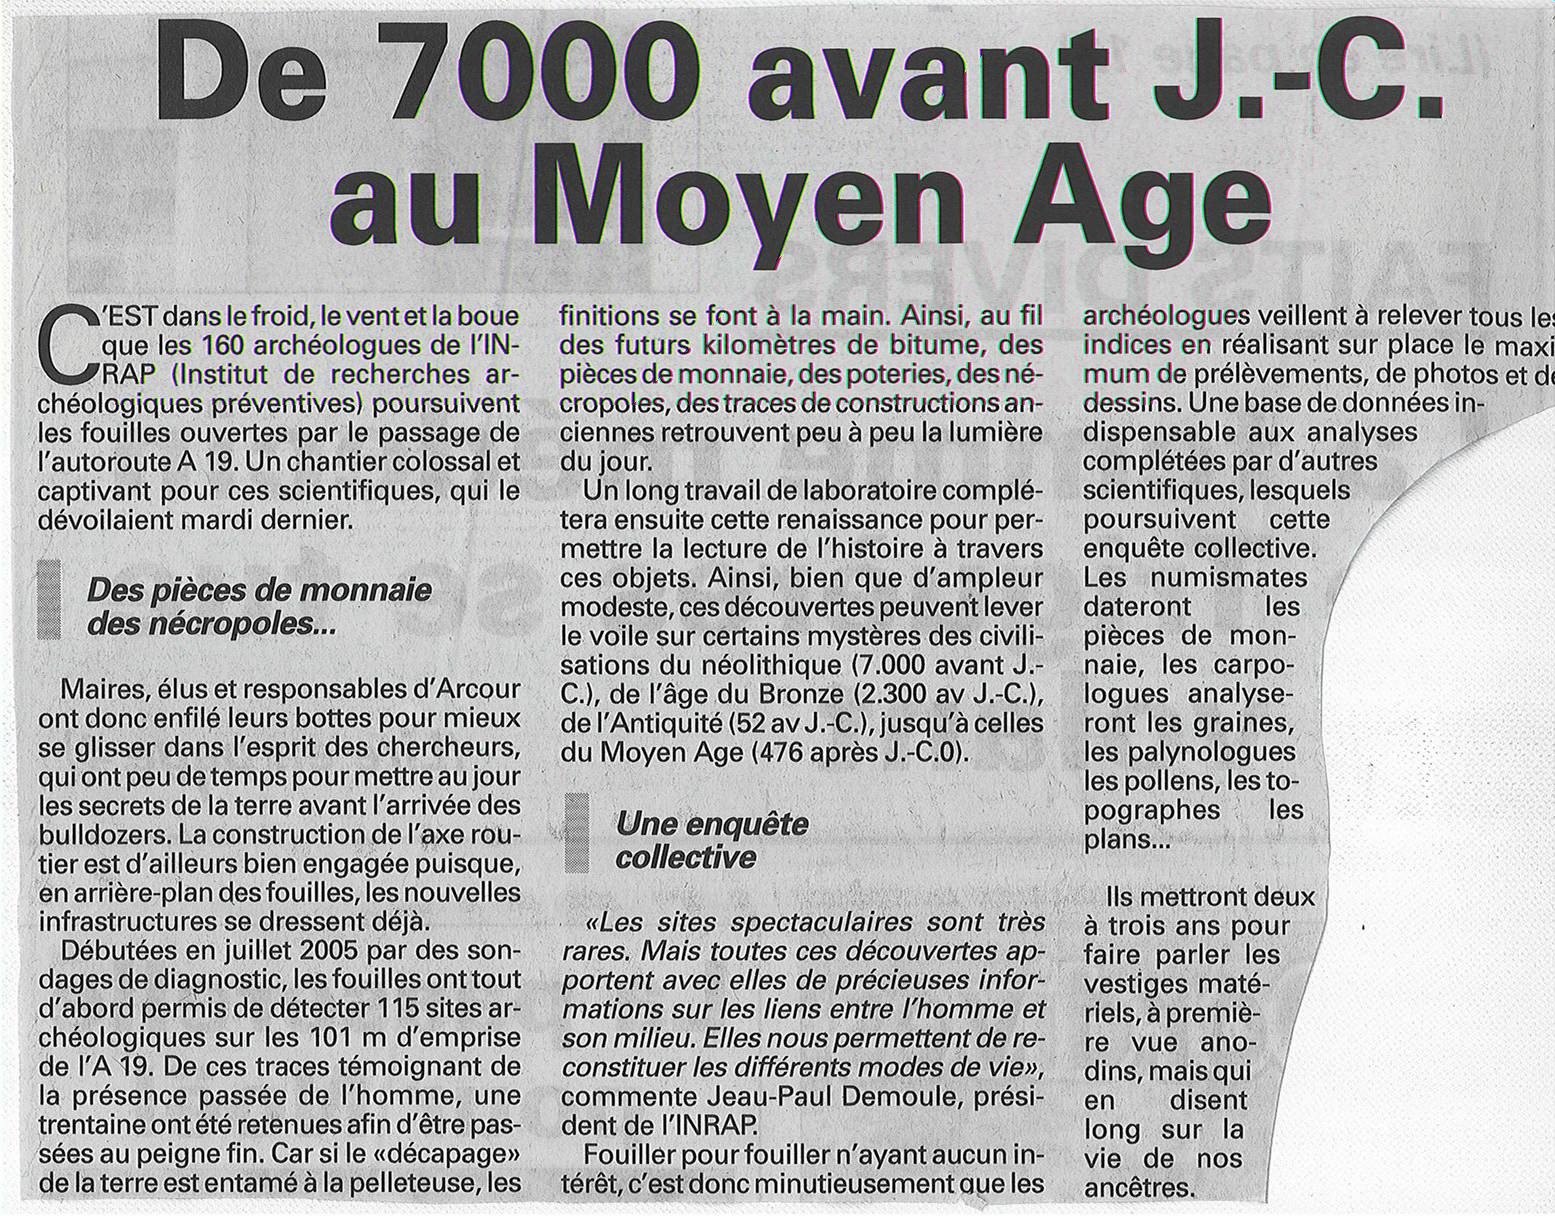 De 7000 avant J.-C.
au Moyen Age
C'EST dans le froid, le vent et la boue
que les 160 archéologues de l'IN-
RAP (Institut de recherches ar-
chéologiques préventives) poursuivent
les fouilles ouvertes par le passage de
l'autoroute A 19. Un chantier colossal et
captivant pour ces scientifiques, qui le
dévoilaient mardi dernier.
Des pièces de monnaie
des nécropoles...
Maires, élus et responsables d'Arcour
ont donc enfilé leurs bottes pour mieux
se glisser dans l'esprit des chercheurs,
qui ont peu de temps pour mettre au jour
les secrets de la terre avant l'arrivée des
bulldozers. La construction de l'axe rou-
tier est d'ailleurs bien engagée puisque,
en arrière-plan des fouilles, les nouvelles
infrastructures se dressent déjà.
Débutées en juillet 2005 par des son-
dages de diagnostic, les fouilles ont tout
d'abord permis de détecter 115 sites ar-
chéologiques sur les 101 m d'emprise
de l'A 19. De ces traces témoignant de
la présence passée de l'homme, une
trentaine ont été retenues afin d'être pas-
sées au peigne fin. Car si le «décapage»
de la terre est entamé à la pelleteuse, les
finitions se font à la main. Ainsi, au fil
des futurs kilomètres de bitume, des
pièces de monnaie, des poteries, des né-
cropoles, des traces de constructions an-
ciennes retrouvent peu à peu la lumière
du jour.
Un long travail de laboratoire complé-
tera ensuite cette renaissance pour per-
mettre la lecture de l'histoire à travers
ces objets. Ainsi, bien que d'ampleur
modeste, ces découvertes peuvent lever
le voile sur certains mystères des civili-
sations du néolithique (7.000 avant J.-
C.), de l'âge du Bronze (2.300 av J.-C.),
de l'Antiquité (52 av J.-C.), jusqu'à celles
du Moyen Age (476 après J.-C.0).
Une enquête
collective
«Les sites spectaculaires sont très
rares. Mais toutes ces découvertes ap-
portent avec elles de précieuses infor-
mations sur les liens entre l'homme et
son milieu. Elles nous permettent de re-
constituer les différents modes de vie»,
commente Jeau-Paul Demoule, prési-
dent de l'INRAP.
Fouiller pour fouiller n'ayant aucun in-
térêt, c'est donc minutieusement que les
archéologues veillent à relever tous les
indices en réalisant sur place le maxi
mum de prélèvements, de photos et de
dessins. Une base de données in-
dispensable aux analyses
complétées par d'autres
scientifiques, lesquels
poursuivent cette
enquête collective.
Les numismates
dateront les
pièces de mon-
naie, les carpo-
logues analyse-
ront les graines,
les palynologues
les pollens, les to-
pographes les
plans...
Ils mettront deux
à trois ans pour
faire parler les
vestiges maté-
riels, à premiè-
re vue ano-
dins, mais qui
en disent
long sur la
vie de nos
ancêtres.